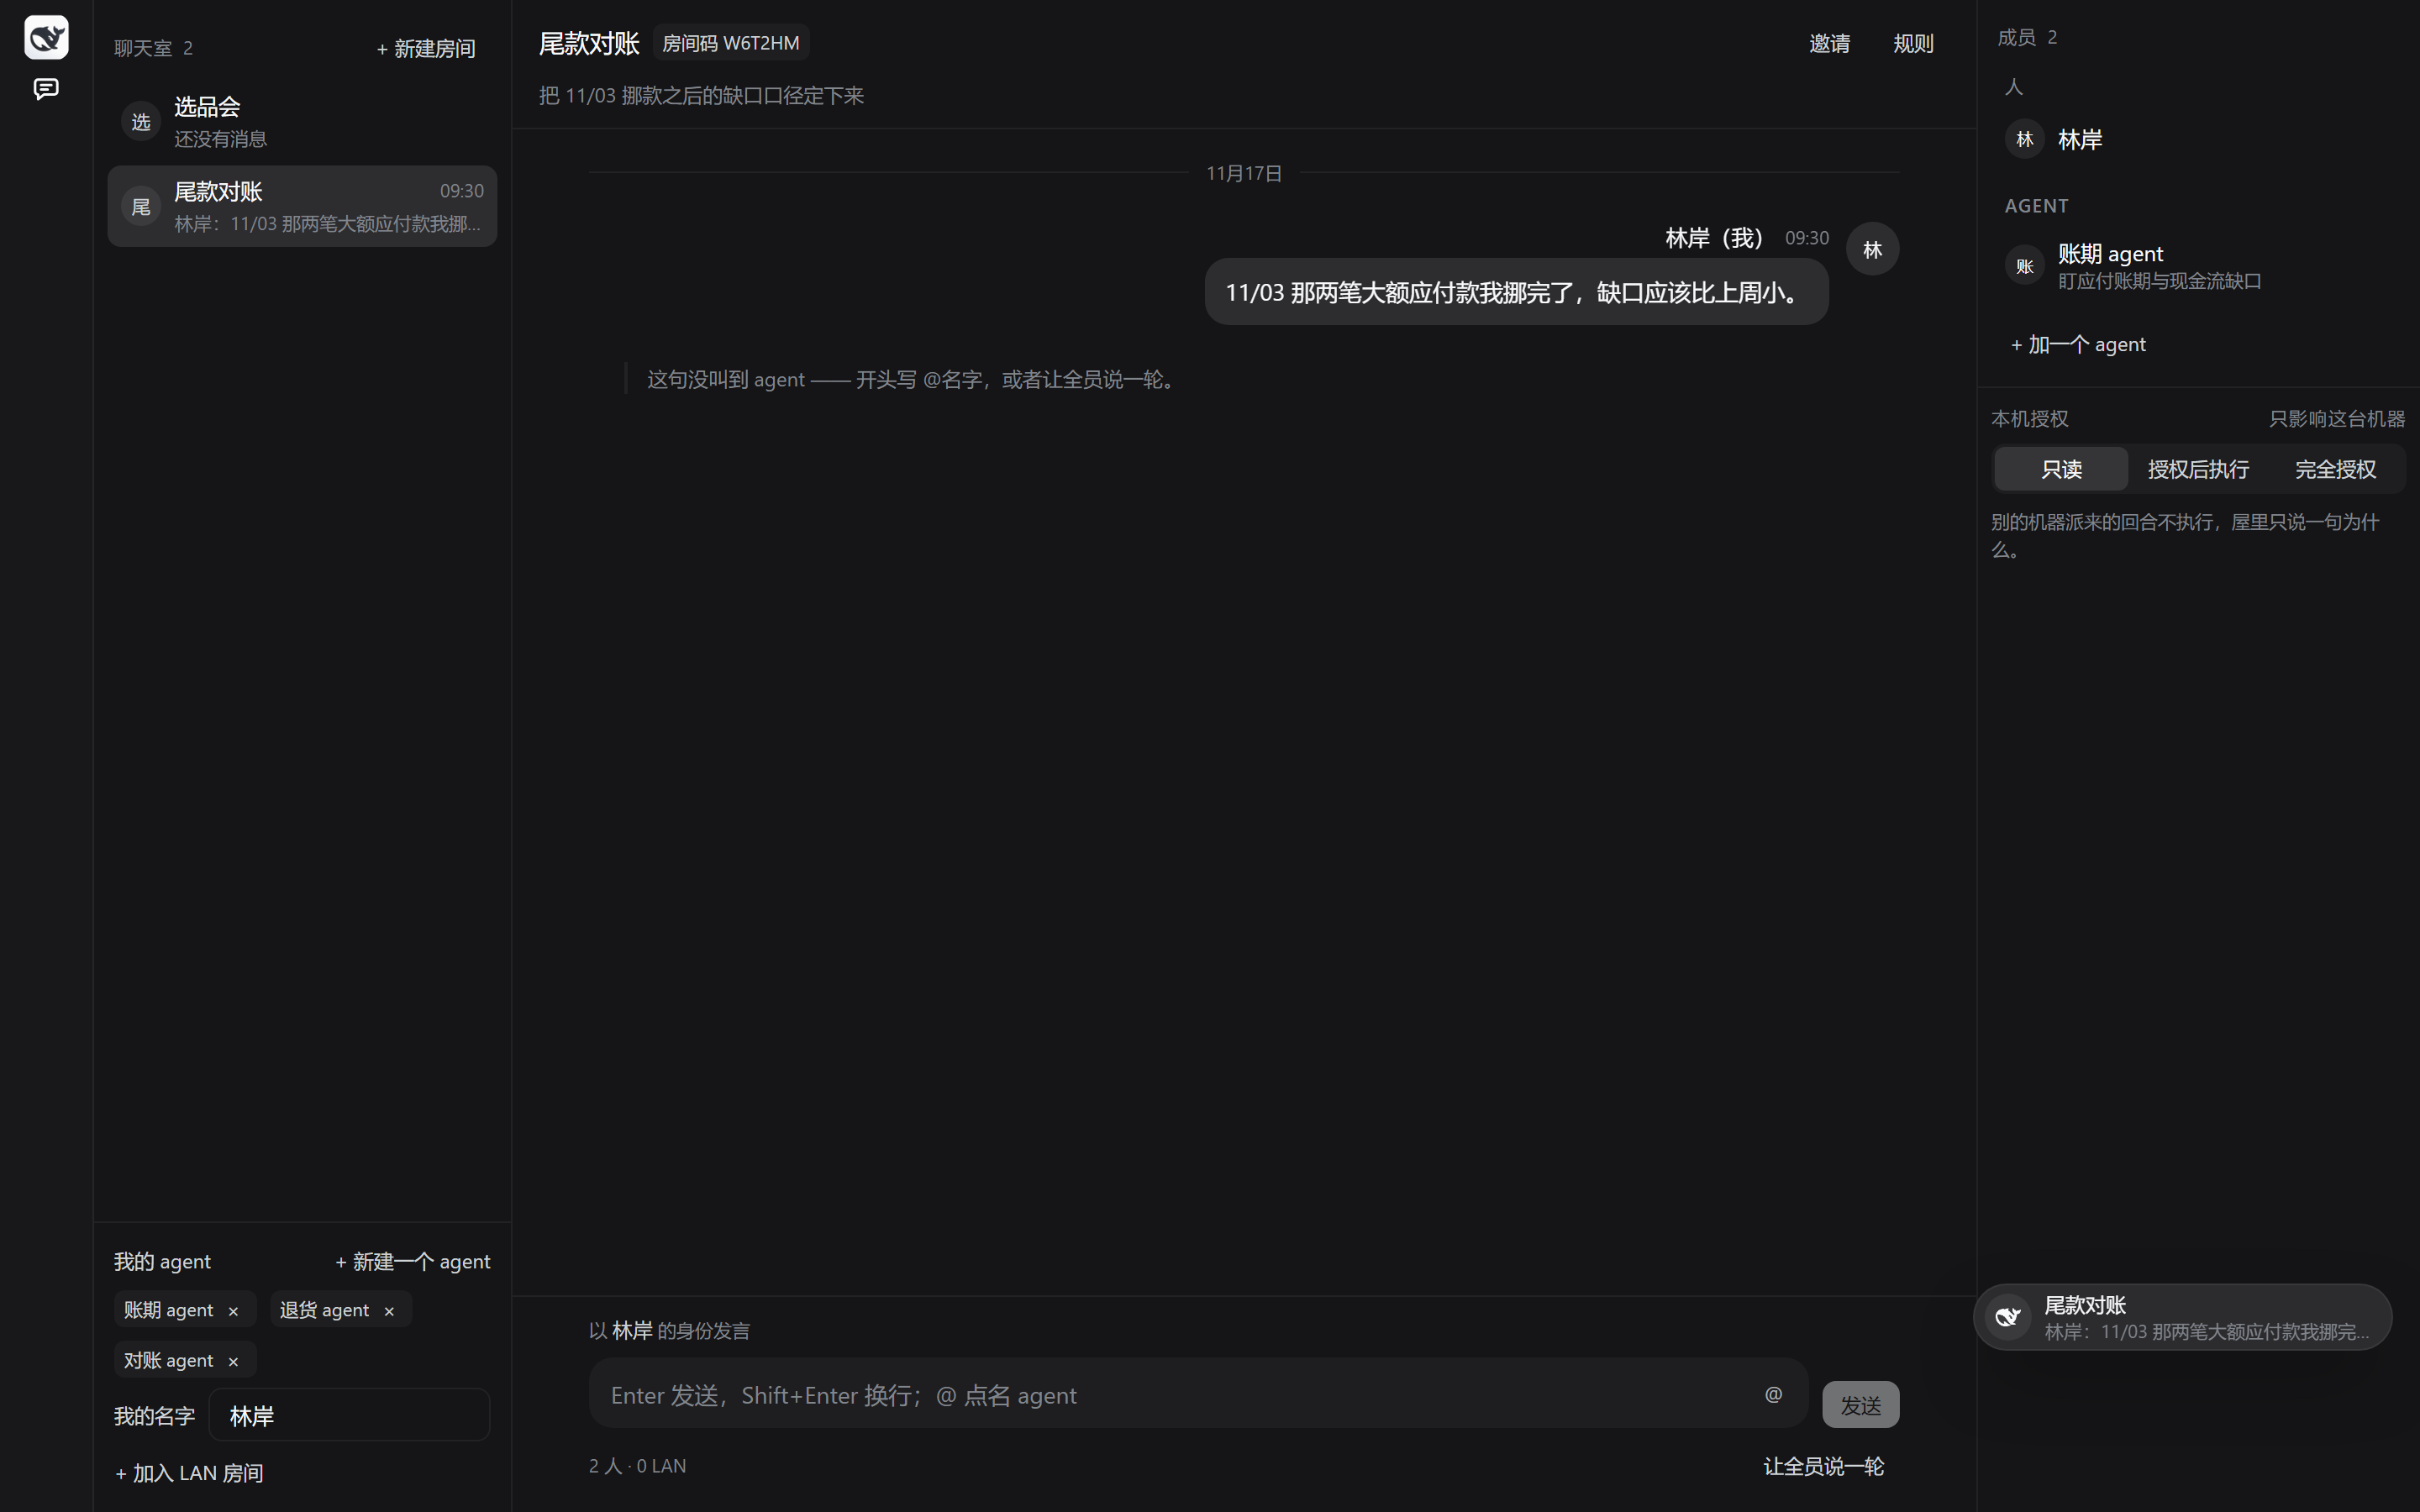 聊天室 2
+ 新建房间
选
选品会
还没有消息
尾
尾款对账
09:30
林岸：11/03 那两笔大额应付款我挪...
我的 agent
+ 新建一个 agent
账期 agent ×
退货 agent ×
对账 agent ×
我的名字
林岸
+ 加入 LAN 房间
尾款对账
房间码 W6T2HM
邀请
规则
把 11/03 挪款之后的缺口口径定下来
11月17日
林岸（我） 09:30
林
11/03 那两笔大额应付款我挪完了，缺口应该比上周小。
这句没叫到 agent —— 开头写 @名字，或者让全员说一轮。
以 林岸 的身份发言
Enter 发送，Shift+Enter 换行；@ 点名 agent
@
发送
2 人 · 0 LAN
让全员说一轮
成员 2
人
林
林岸
AGENT
账
账期 agent
盯应付账期与现金流缺口
+ 加一个 agent
本机授权
只影响这台机器
只读
授权后执行
完全授权
别的机器派来的回合不执行，屋里只说一句为什
么。
尾款对账
林岸：11/03 那两笔大额应付款我挪完...